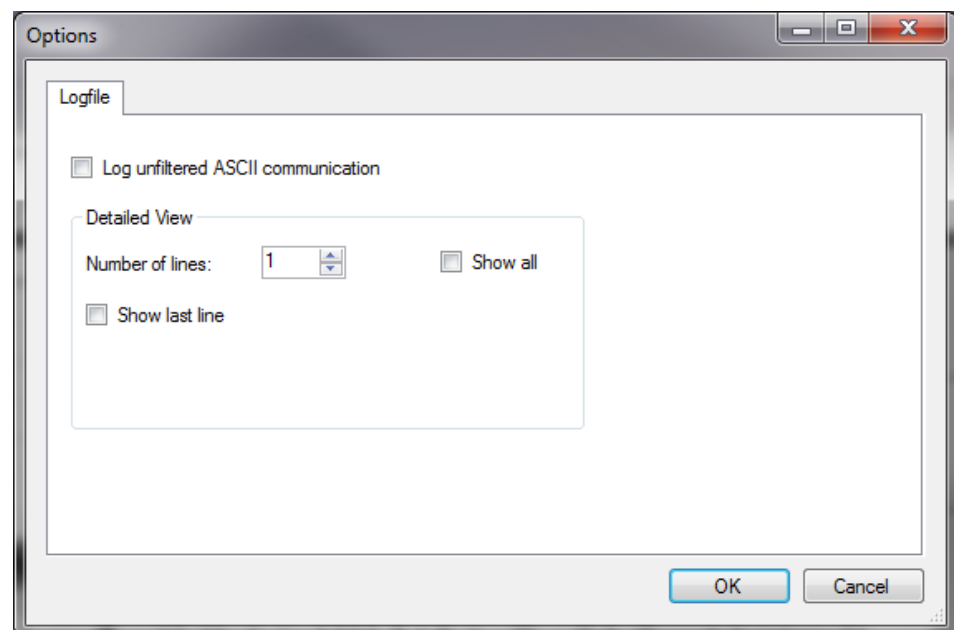 Options
Logfile
Log unfiltered ASCII communication
Detailed View
Number of lines: 1 Show all
Show last line
OK Cancel